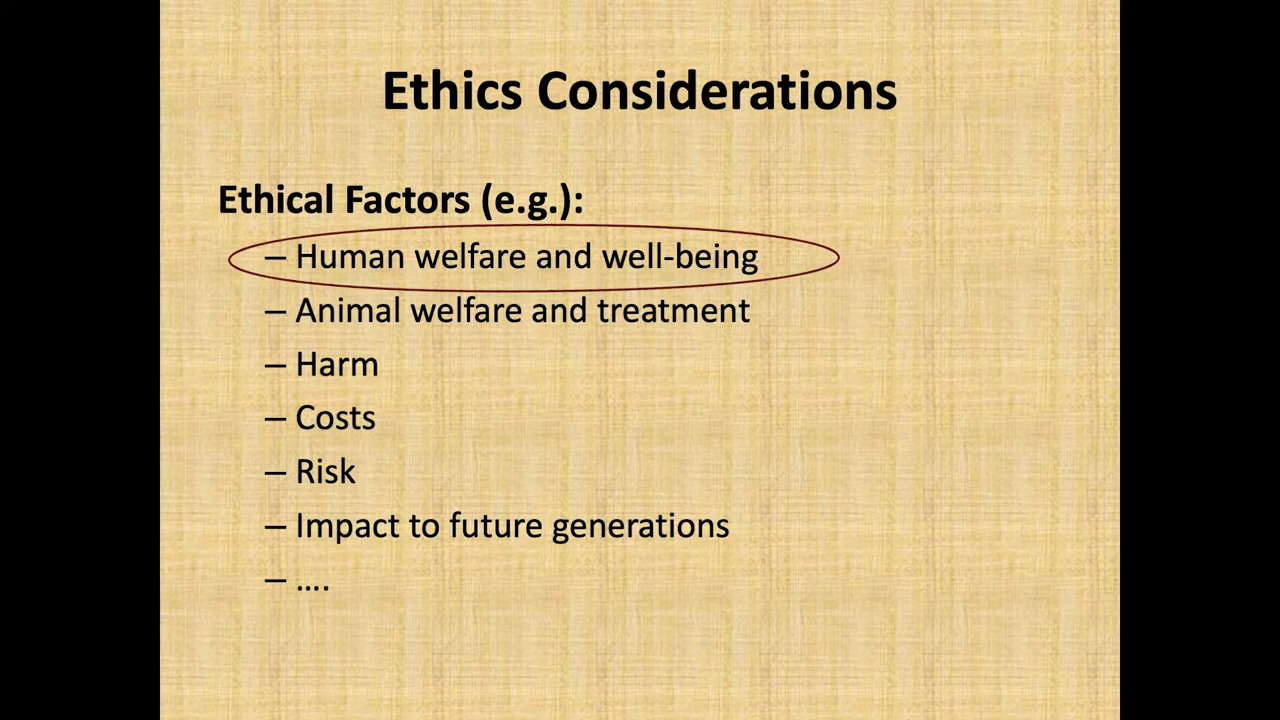 Ethics Considerations
Ethical Factors (e.g.):
– Human welfare and well-being
– Animal welfare and treatment
– Harm
– Costs
– Risk
– Impact to future generations
– ….